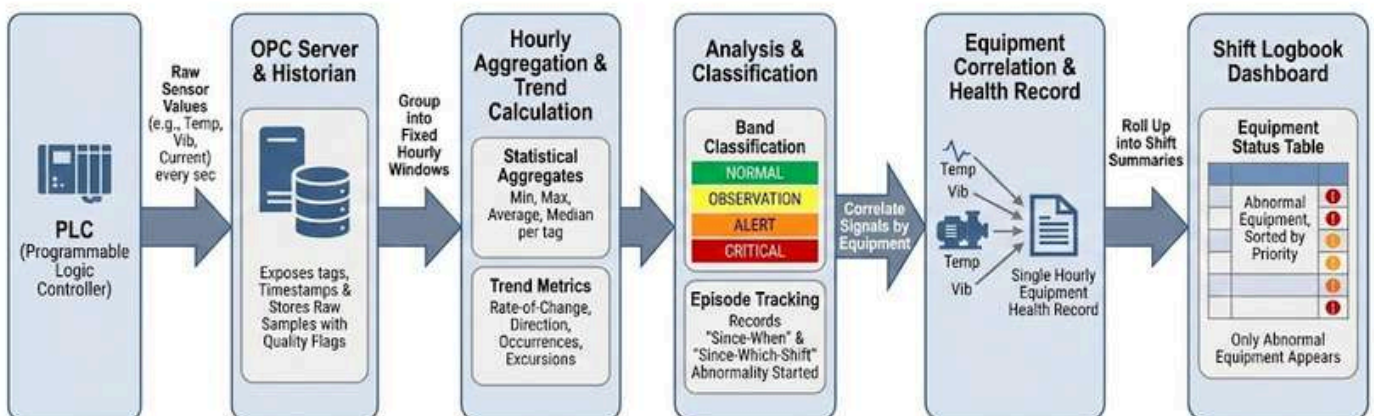 PLC
(Programmable
Logic
Controller)
Raw
Sensor
Values
(e.g., Temp,
Vib,
Current)
every sec
OPC Server
& Historian
Exposes tags,
Timestamps &
Stores Raw
Samples with
Quality Flags
Group
into
Fixed
Hourly
Windows
Hourly
Aggregation &
Trend
Calculation
Statistical
Aggregates
Min, Max,
Average, Median
per tag
Trend Metrics
Rate-of-Change,
Direction,
Occurrences,
Excursions
Analysis &
Classification
Band
Classification
NORMAL
OBSERVATION
ALERT
CRITICAL
Episode Tracking
Records
"Since-When" &
"Since-Which-Shift"
Abnormality Started
Correlate
Signals by
Equipment
Equipment
Correlation &
Health Record
Temp
Vib
Temp
Vib
Single Hourly
Equipment
Health Record
Roll Up
into Shift
Summaries
Shift Logbook
Dashboard
Equipment
Status Table
Abnormal
Equipment,
Sorted by
Priority
Only Abnormal
Equipment Appears